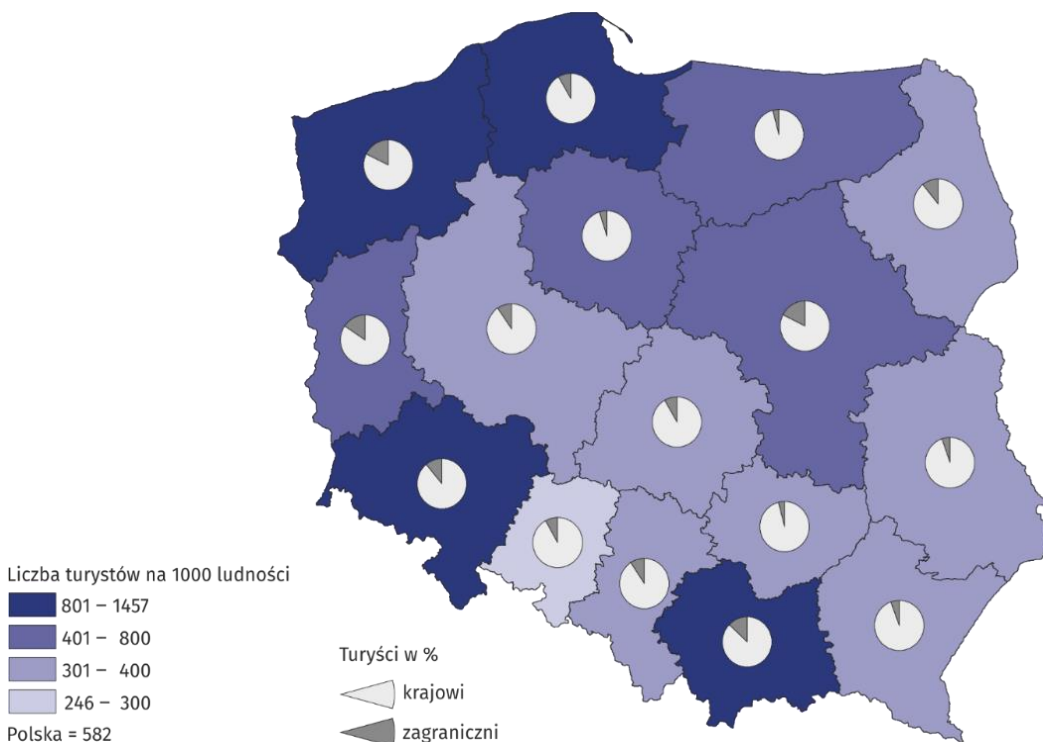 Liczba turystów na 1000 ludności
801 – 1457
401 – 800
301 – 400
246 – 300
Polska = 582
Turyści w %
krajowi
zagraniczni